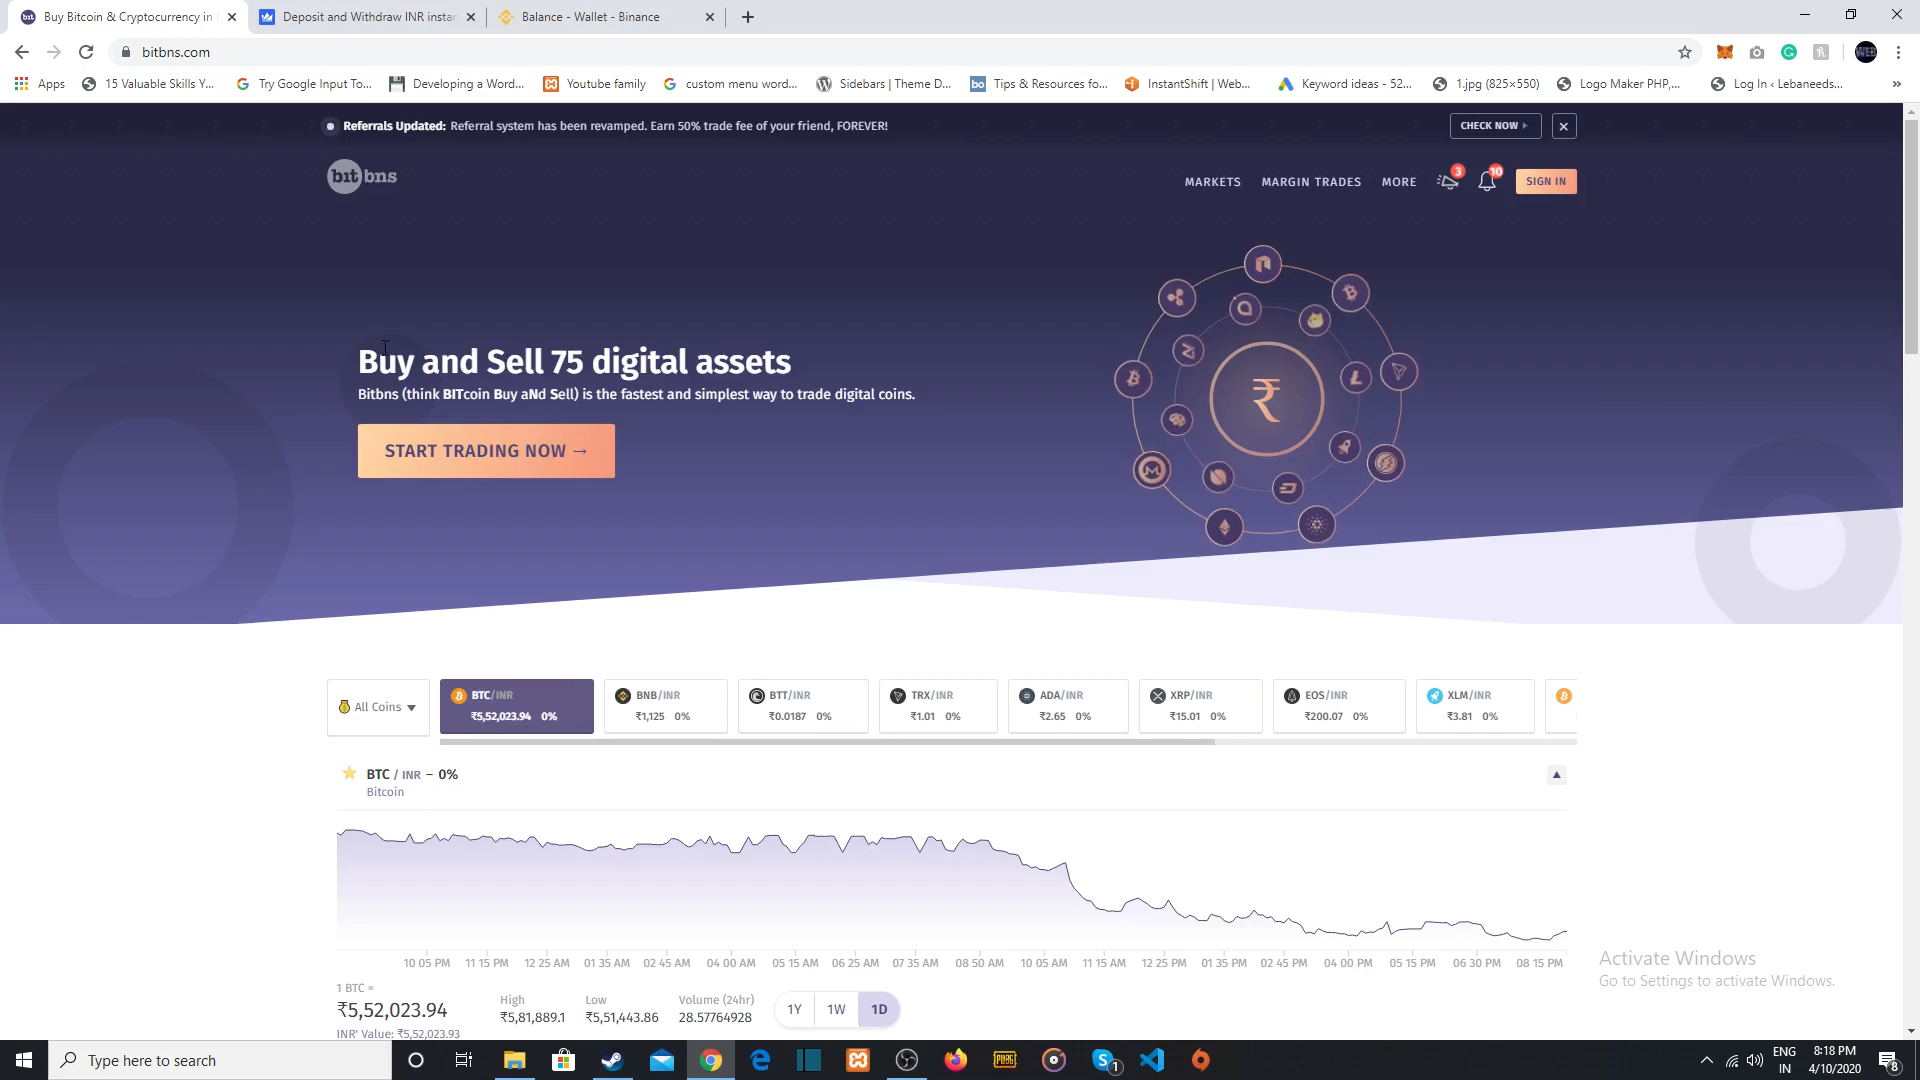 Buy Bitcoin & Cryptocurrency in
Deposit and Withdraw INR instan
Balance - Wallet - Binance
bitbns.com
Apps
15 Valuable Skills Y...
Try Google Input To...
Developing a Word...
Youtube family
custom menu word...
Sidebars | Theme D...
Tips & Resources fo...
InstantShift | Web...
Keyword ideas - 52...
1.jpg (825×550)
Logo Maker PHP,...
Log In ‹ Lebaneeds...
»
Referrals Updated: Referral system has been revamped. Earn 50% trade fee of your friend, FOREVER!
CHECK NOW
bitbns
MARKETS
MARGIN TRADES
MORE
3
10
SIGN IN
Buy and Sell 75 digital assets
Bitbns (think BITcoin Buy aNd Sell) is the fastest and simplest way to trade digital coins.
START TRADING NOW →
₹
All Coins
BTC/INR
₹5,52,023.94 0%
BNB/INR
₹1,125 0%
BTT/INR
₹0.0187 0%
TRX/INR
₹1.01 0%
ADA/INR
₹2.65 0%
XRP/INR
₹15.01 0%
EOS/INR
₹200.07 0%
XLM/INR
₹3.81 0%
BTC / INR – 0%
Bitcoin
10 05 PM 11 15 PM 12 25 AM 01 35 AM 02 45 AM 04 00 AM 05 15 AM 06 25 AM 07 35 AM 08 50 AM 10 05 AM 11 15 AM 12 25 PM 01 35 PM 02 45 PM 04 00 PM 05 15 PM 06 30 PM 08 15 PM
1 BTC =
₹5,52,023.94
INR' Value: ₹5,52,023.93
High
₹5,81,889.1
Low
₹5,51,443.86
Volume (24hr)
28.57764928
1Y
1W
1D
Activate Windows
Go to Settings to activate Windows.
Type here to search
PUBG
1
ENG
IN
8:18 PM
4/10/2020
8